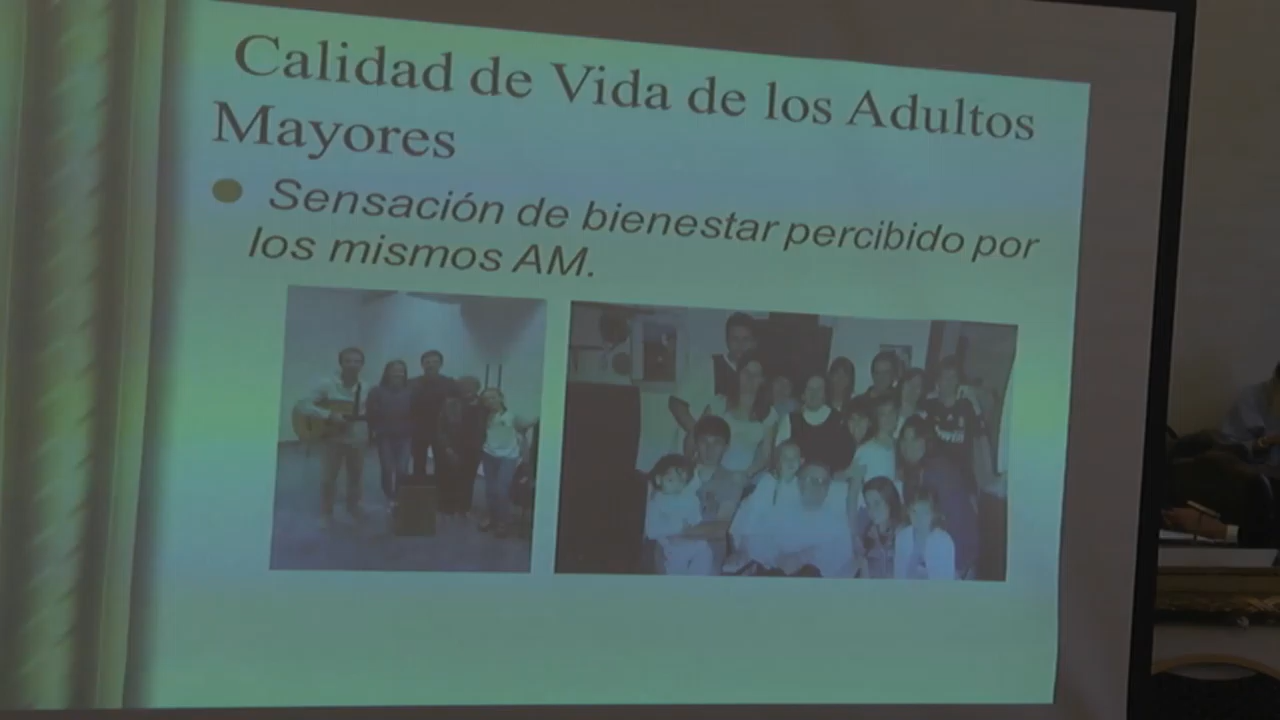 Calidad de Vida de los Adultos
Mayores
Sensación de bienestar percibido por
los mismos AM.